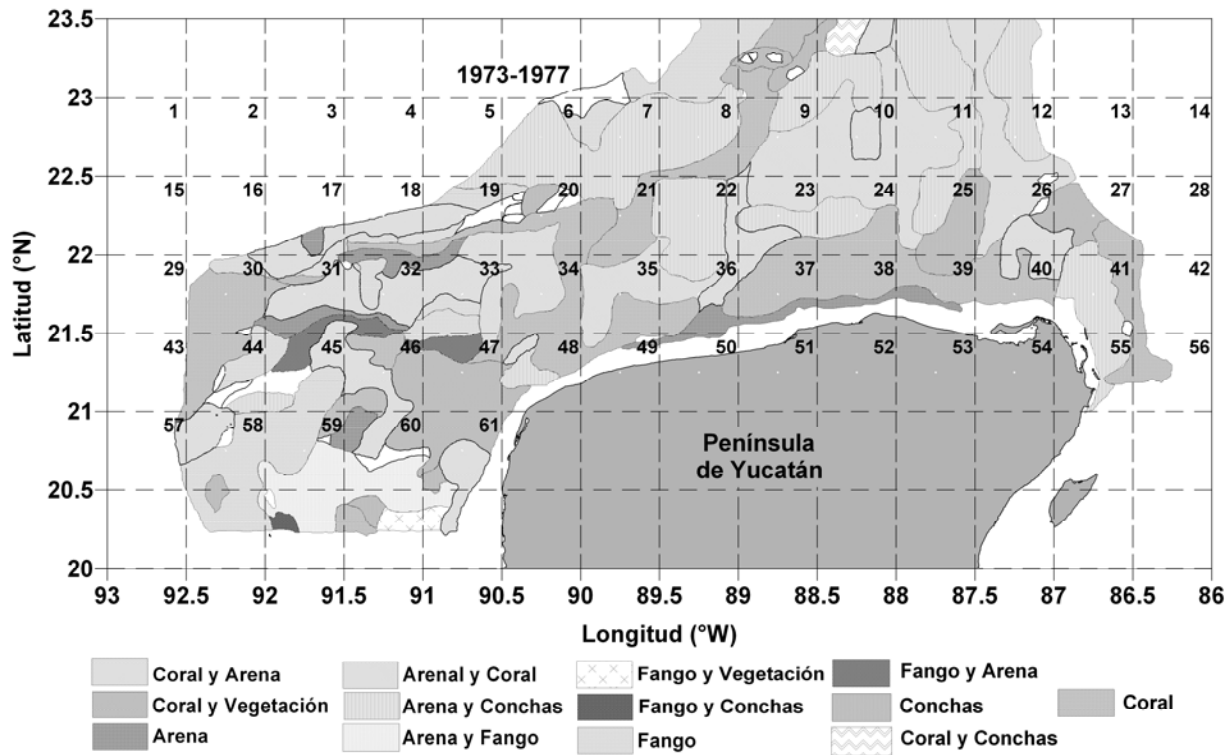 23.5
1973-1977
23
1 2 3 4 5 6 7 8 9 10 11 12 13 14
22.5
15 16 17 18 19 20 21 22 23 24 25 26 27 28
22
29 30 31 32 33 34 35 36 37 38 39 40 41 42
21.5
43 44 45 46 47 48 49 50 51 52 53 54 55 56
21
57 58 59 60 61
Península
de Yucatán
20.5
20
Latitud (°N)
93 92.5 92 91.5 91 90.5 90 89.5 89 88.5 88 87.5 87 86.5 86
Longitud (°W)
Coral y Arena
Coral y Vegetación
Arena
Arenal y Coral
Arena y Conchas
Arena y Fango
Fango y Vegetación
Fango y Conchas
Fango
Fango y Arena
Conchas
Coral y Conchas
Coral